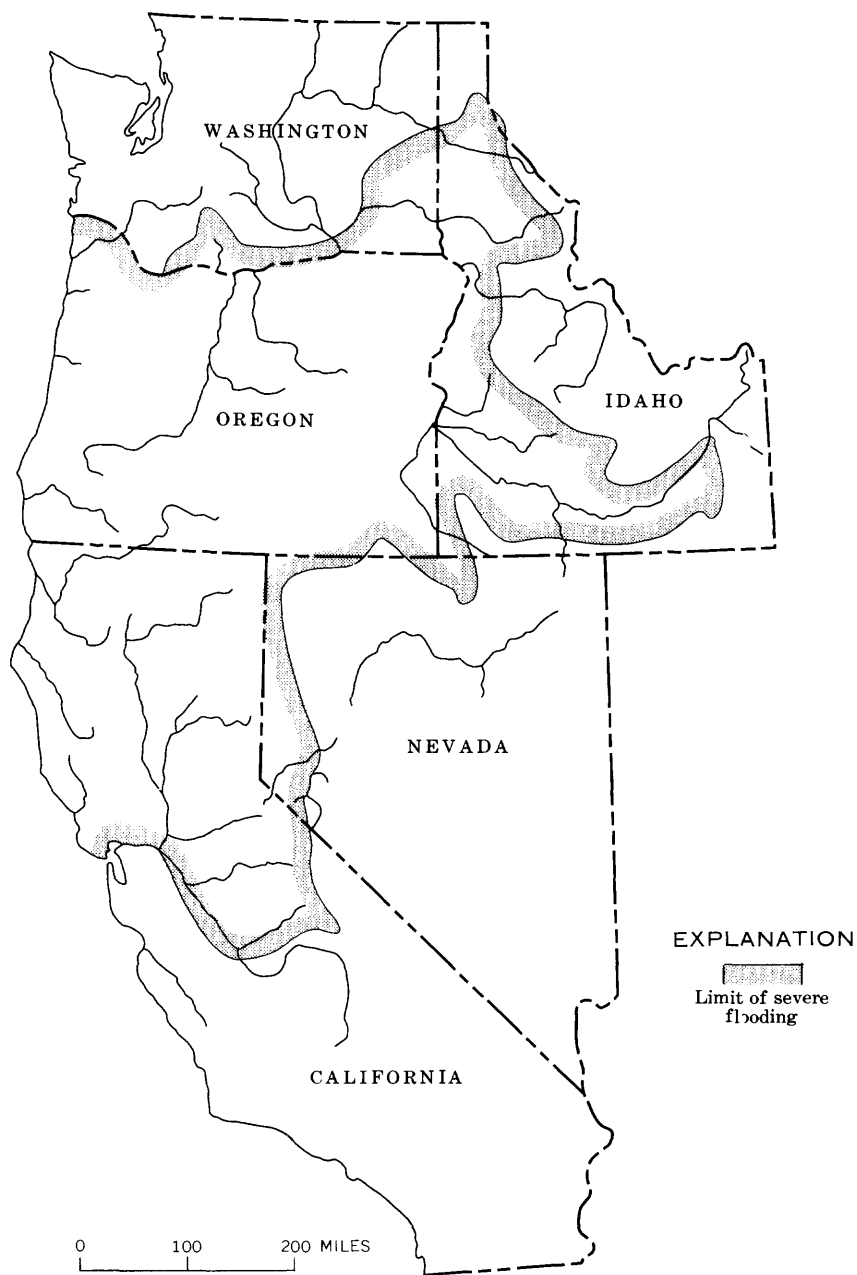 WASHINGTON
IDAHO
OREGON
NEVADA
EXPLANATION
Limit of severe
flooding
CALIFORNIA
0 100 200 MILES